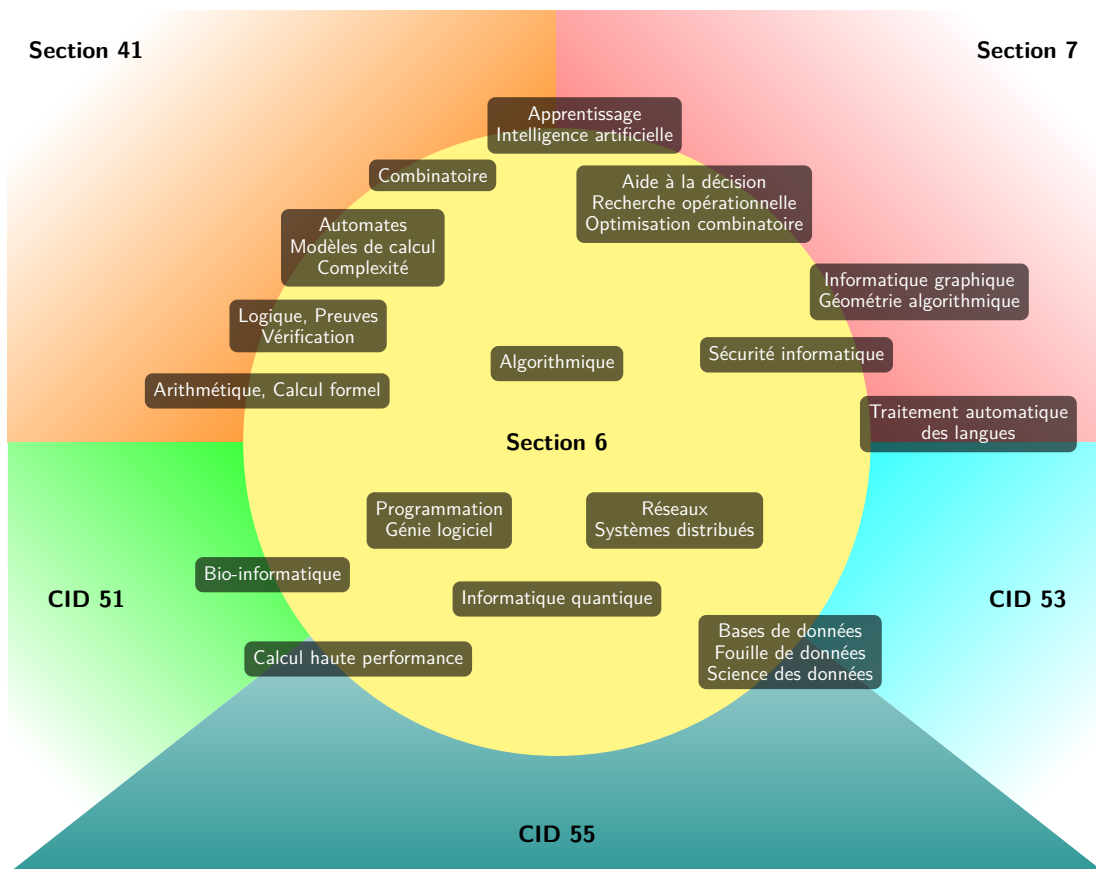 Section 41
Section 7
Apprentissage
Intelligence artificielle
Combinatoire
Aide à la décision
Recherche opérationnelle
Optimisation combinatoire
Automates
Modèles de calcul
Complexité
Informatique graphique
Géométrie algorithmique
Logique, Preuves
Vérification
Algorithmique
Sécurité informatique
Arithmétique, Calcul formel
Traitement automatique
des langues
Section 6
Programmation
Génie logiciel
Réseaux
Systèmes distribués
Bio-informatique
CID 51
Informatique quantique
CID 53
Bases de données
Fouille de données
Science des données
Calcul haute performance
CID 55